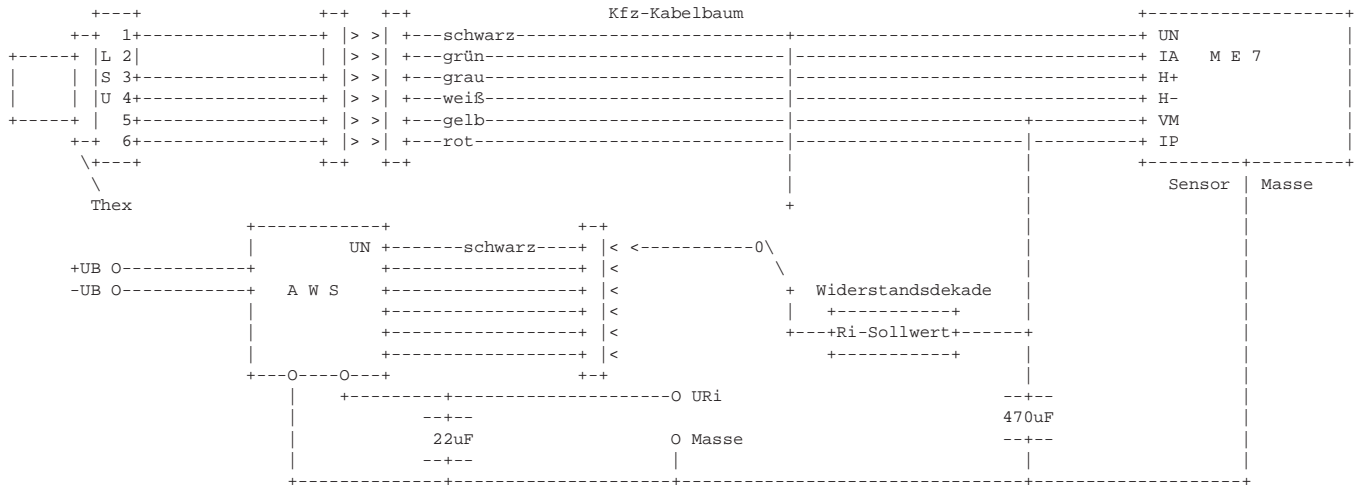 Kfz-Kabelbaum
1 schwarz UN
L 2 grün IA M E 7
S 3 grau H+
U 4 weiß H-
5 gelb VM
6 rot IP
Sensor Masse
Thex
UN schwarz 0
+UB O
-UB O A W S Widerstandsdekade
Ri-Sollwert
O O
O URi
470uF
22uF O Masse